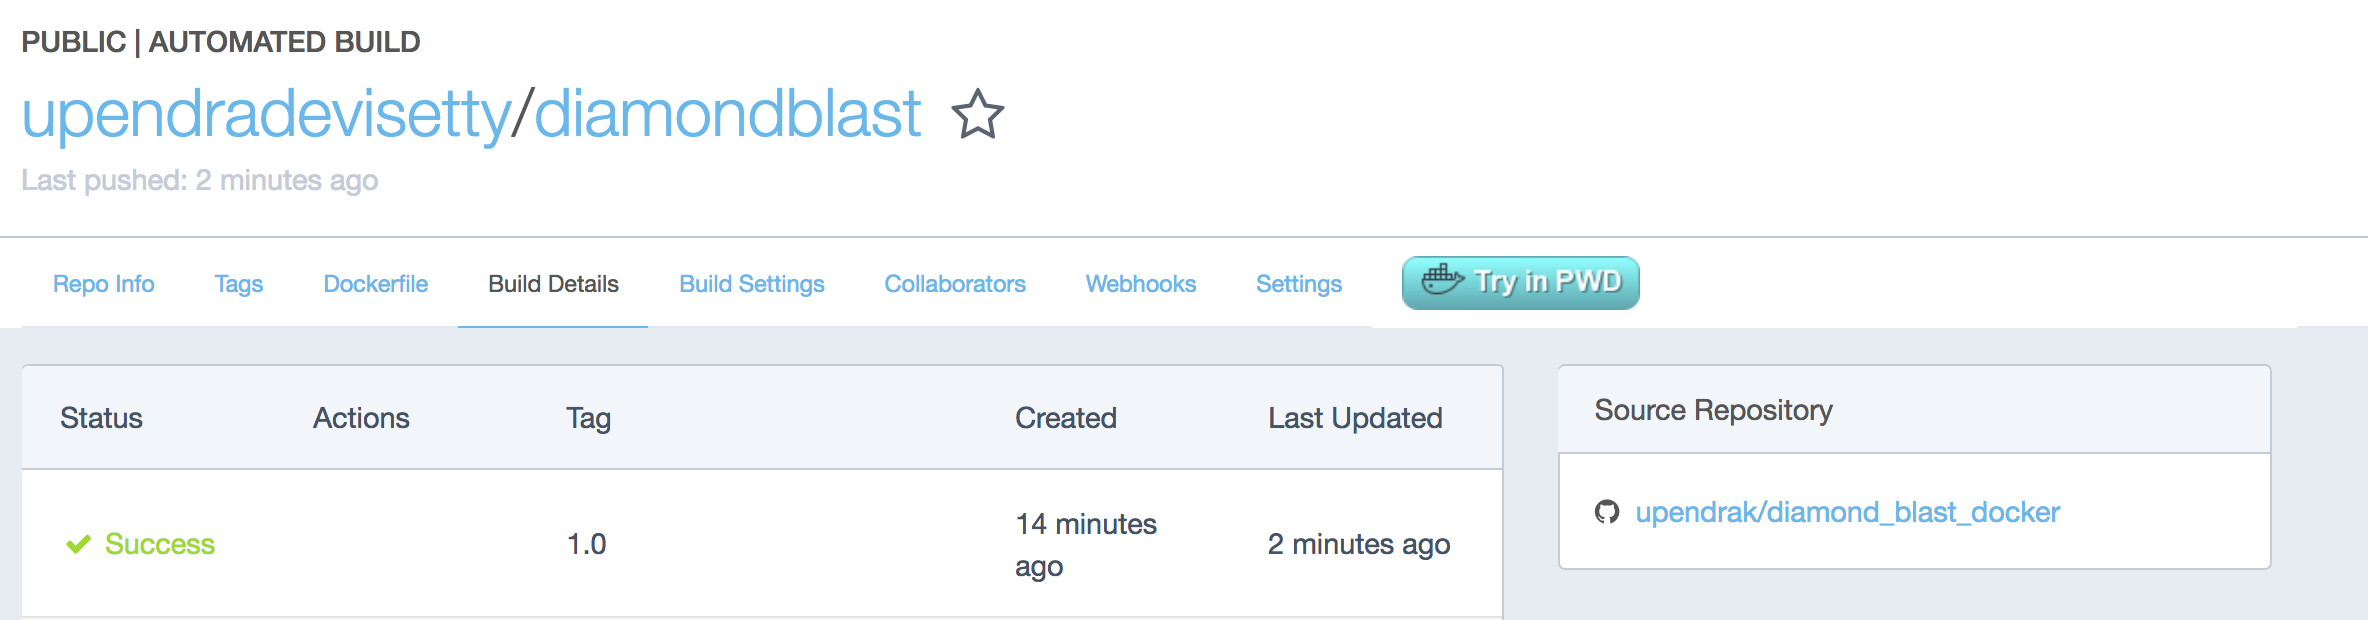 PUBLIC | AUTOMATED BUILD
upendradevisetty/diamondblast
Last pushed: 2 minutes ago
Repo Info Tags Dockerfile Build Details Build Settings Collaborators Webhooks Settings Try in PWD
Status Actions Tag Created Last Updated
Success 1.0 14 minutes ago 2 minutes ago
Source Repository
upendrak/diamond_blast_docker